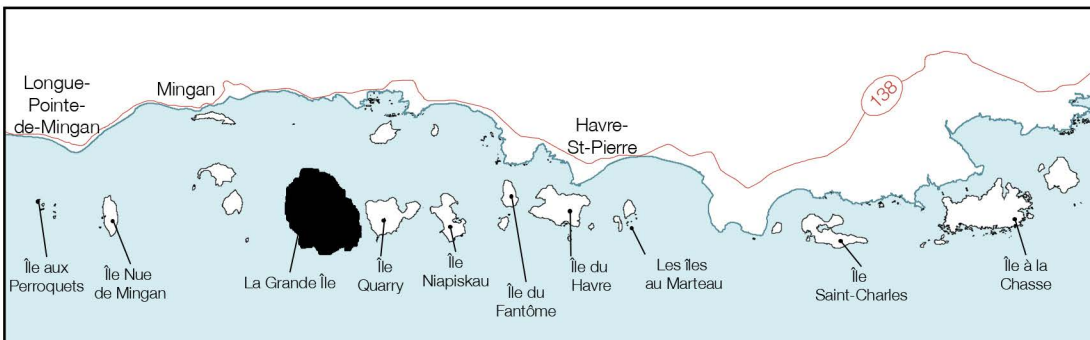 Longue-
Pointe-
de-Mingan
Mingan
Havre-
St-Pierre
138
Île aux
Perroquets
Île Nue
de Mingan
La Grande Île
Île
Quarry
Île
Niapiskau
Île du
Fantôme
Île du
Havre
Les îles
au Marteau
Île
Saint-Charles
Île à la
Chasse